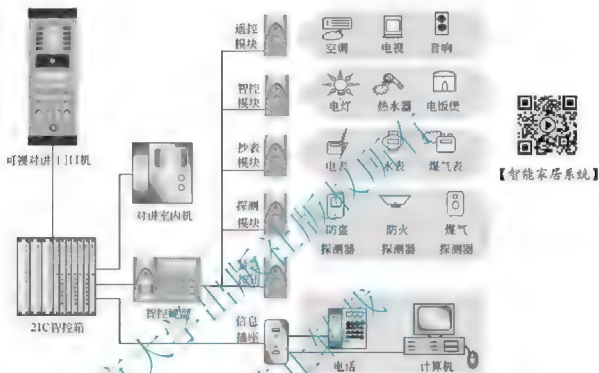 遥控
模块
空调 电视 音响
智控
模块
电灯 热水器 电饭煲
抄表
模块
电表 水表 煤气表
探测
模块
防盗 防火 煤气
探测器 探测器 探测器
可视对讲门口机
对讲室内机
21C智控箱
智控
信息
插座
电话 计算机
【智能家居系统】